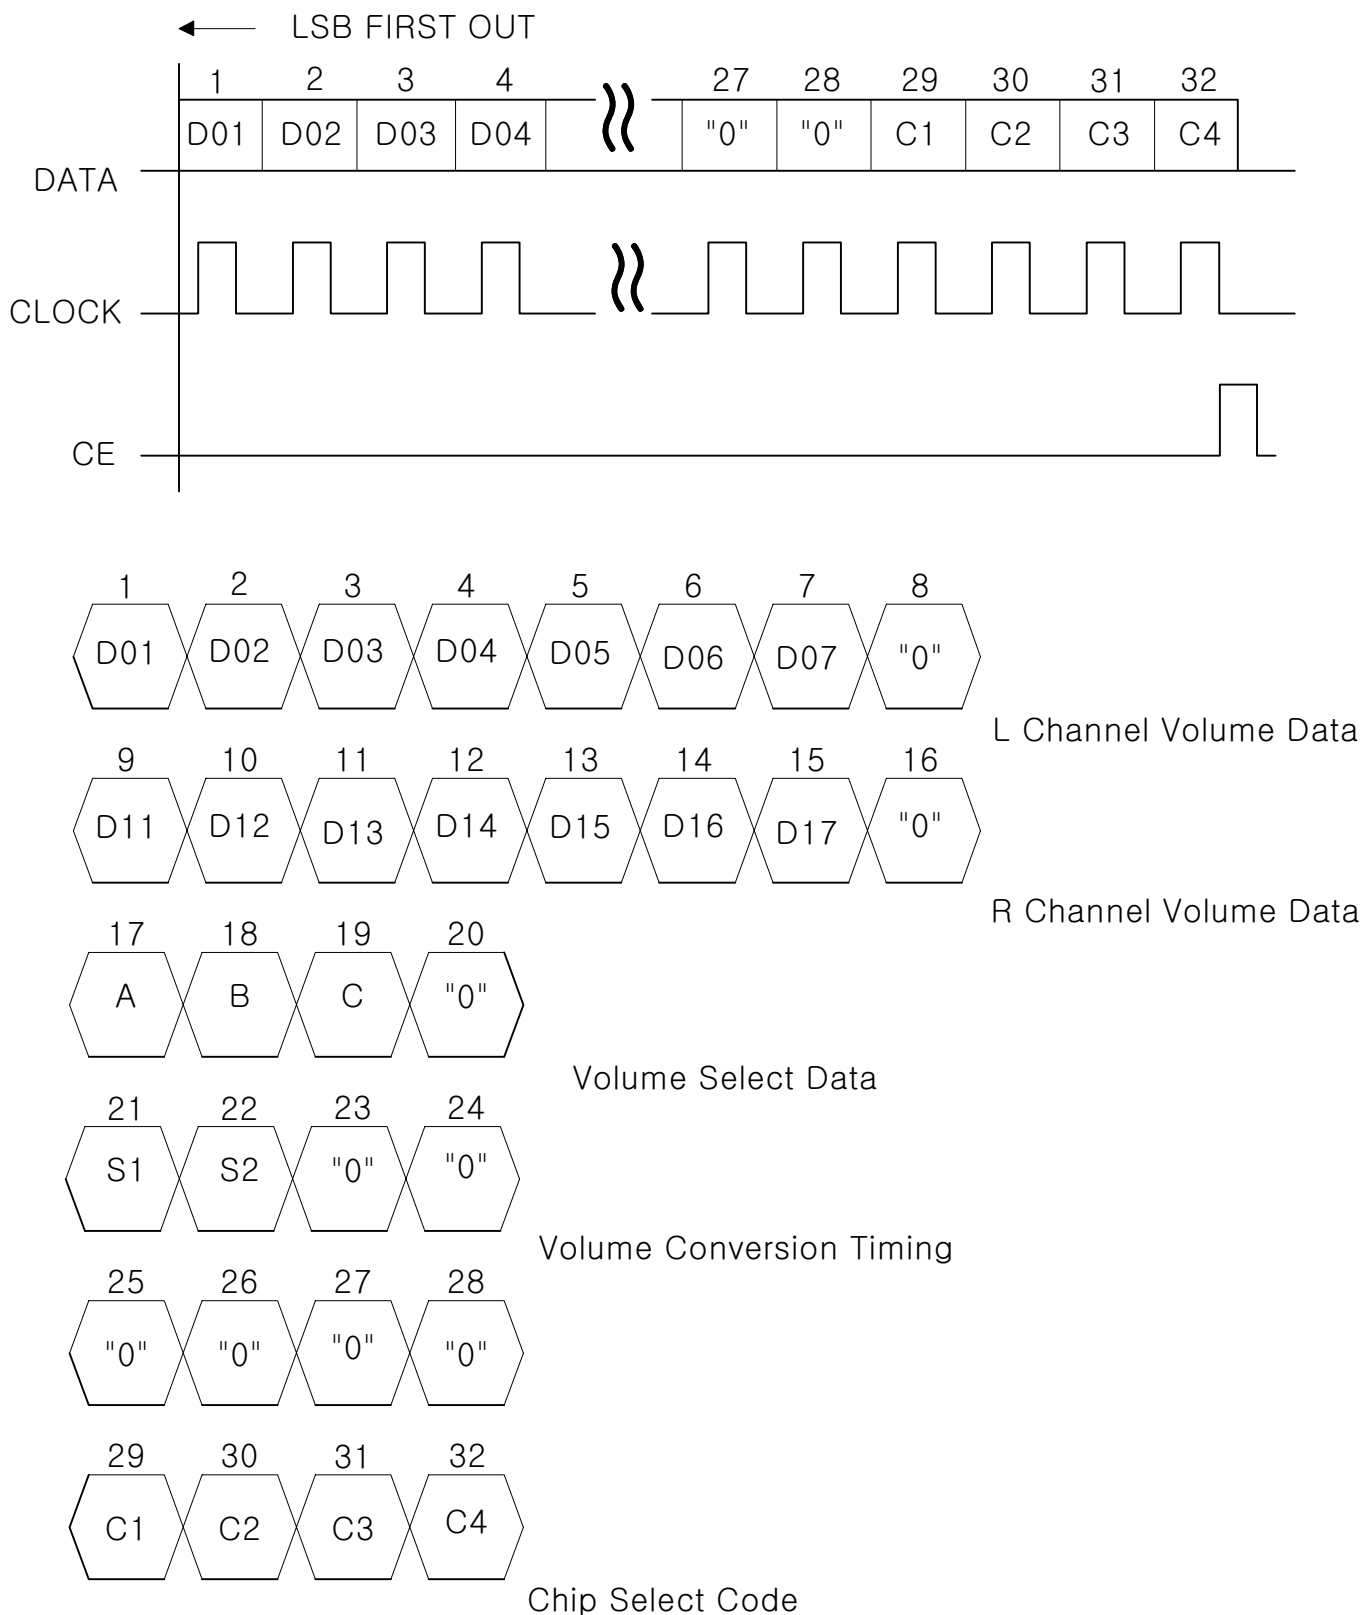 LSB FIRST OUT
1 2 3 4 27 28 29 30 31 32
D01 D02 D03 D04 "0" "0" C1 C2 C3 C4
DATA
CLOCK
CE
1 2 3 4 5 6 7 8
D01 D02 D03 D04 D05 D06 D07 "0"
L Channel Volume Data
9 10 11 12 13 14 15 16
D11 D12 D13 D14 D15 D16 D17 "0"
R Channel Volume Data
17 18 19 20
A B C "0"
Volume Select Data
21 22 23 24
S1 S2 "0" "0"
Volume Conversion Timing
25 26 27 28
"0" "0" "0" "0"
29 30 31 32
C1 C2 C3 C4
Chip Select Code